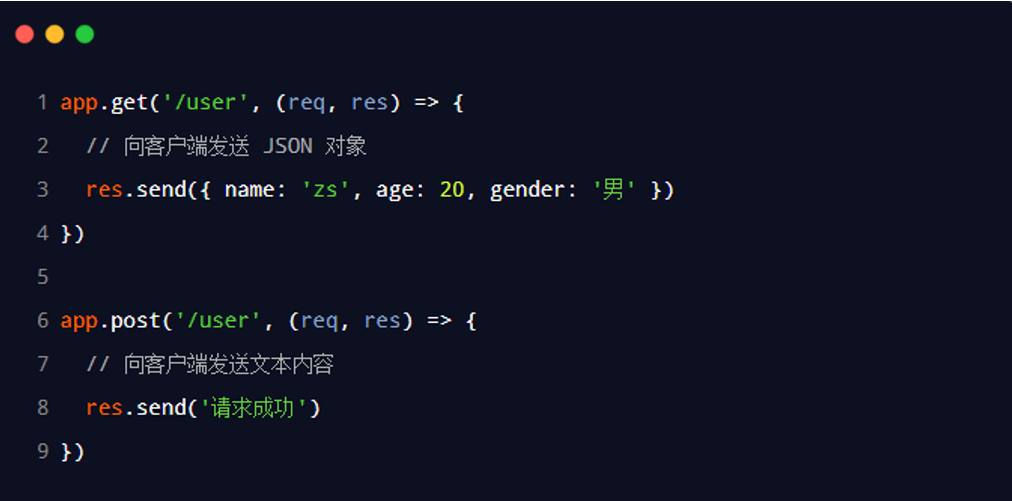 1 app.get('/user', (req, res) => {
2 // 向客户端发送 JSON 对象
3 res.send({ name: 'zs', age: 20, gender: '男' })
4 })
5
6 app.post('/user', (req, res) => {
7 // 向客户端发送文本内容
8 res.send('请求成功')
9 })